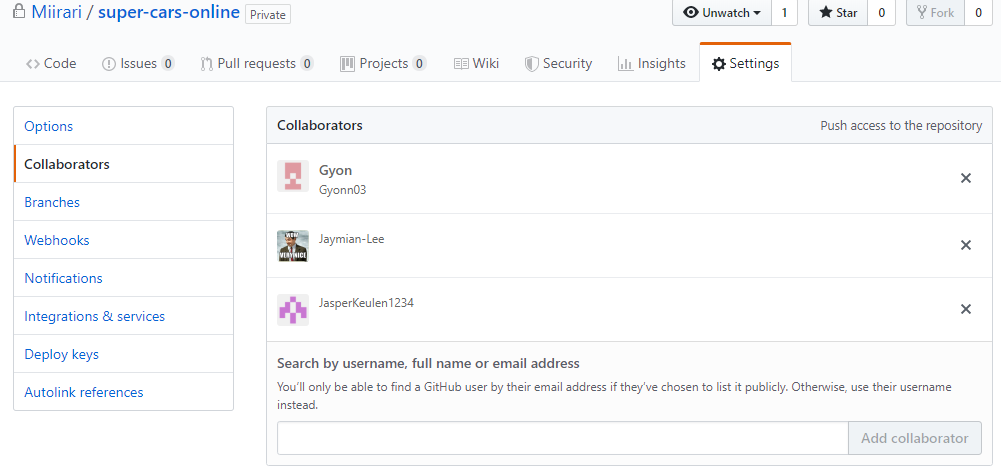 Miirari / super-cars-online Private Unwatch 1 Star 0 Fork 0
Code Issues 0 Pull requests 0 Projects 0 Wiki Security Insights Settings
Options
Collaborators
Branches
Webhooks
Notifications
Integrations & services
Deploy keys
Autolink references
Collaborators Push access to the repository
Gyon
Gyonn03
WOW
VERY NICE
Jaymian-Lee
JasperKeulen1234
Search by username, full name or email address
You'll only be able to find a GitHub user by their email address if they've chosen to list it publicly. Otherwise, use their username
instead.
Add collaborator